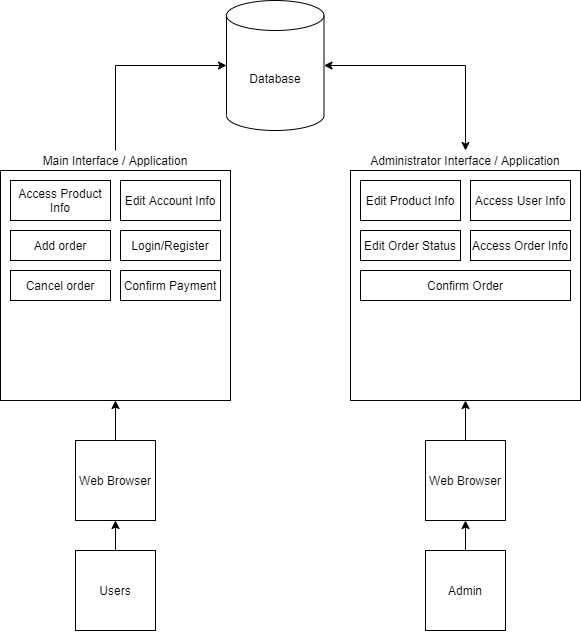 Database
Main Interface / Application
Access Product
Info
Edit Account Info
Add order
Login/Register
Cancel order
Confirm Payment
Web Browser
Users
Administrator Interface / Application
Edit Product Info
Access User Info
Edit Order Status
Access Order Info
Confirm Order
Web Browser
Admin